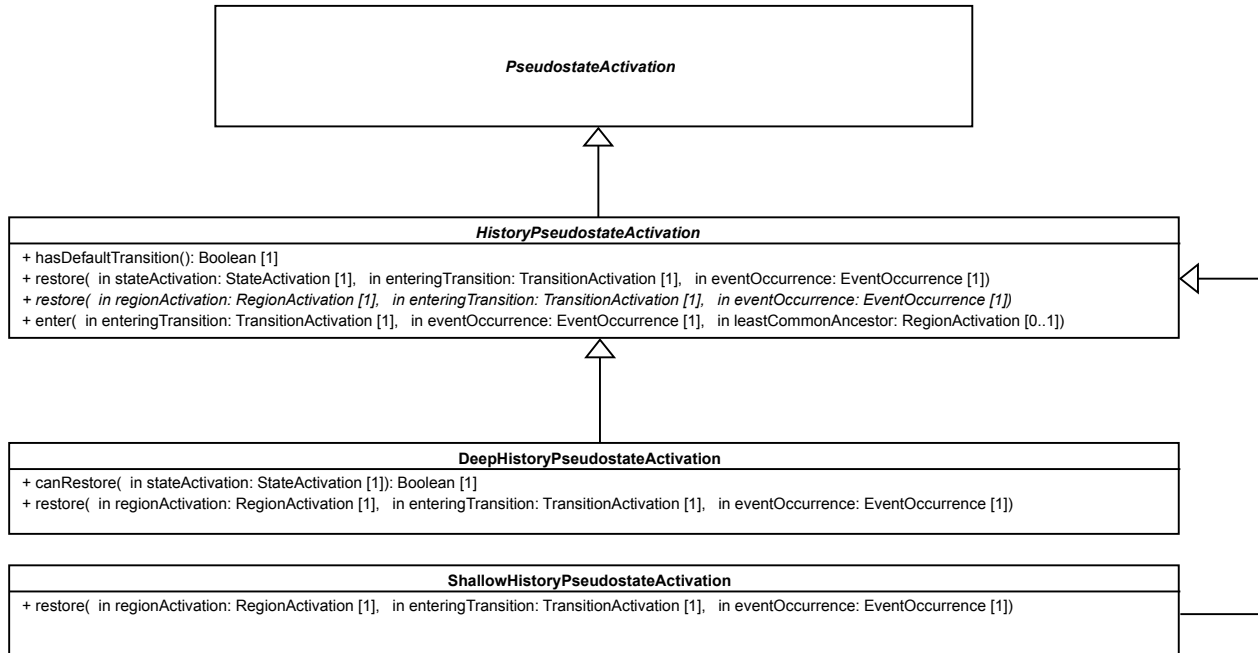 PseudostateActivation
HistoryPseudostateActivation
+ hasDefaultTransition(): Boolean [1]
+ restore( in stateActivation: StateActivation [1], in enteringTransition: TransitionActivation [1], in eventOccurrence: EventOccurrence [1])
+ restore( in regionActivation: RegionActivation [1], in enteringTransition: TransitionActivation [1], in eventOccurrence: EventOccurrence [1])
+ enter( in enteringTransition: TransitionActivation [1], in eventOccurrence: EventOccurrence [1], in leastCommonAncestor: RegionActivation [0..1])
DeepHistoryPseudostateActivation
+ canRestore( in stateActivation: StateActivation [1]): Boolean [1]
+ restore( in regionActivation: RegionActivation [1], in enteringTransition: TransitionActivation [1], in eventOccurrence: EventOccurrence [1])
ShallowHistoryPseudostateActivation
+ restore( in regionActivation: RegionActivation [1], in enteringTransition: TransitionActivation [1], in eventOccurrence: EventOccurrence [1])